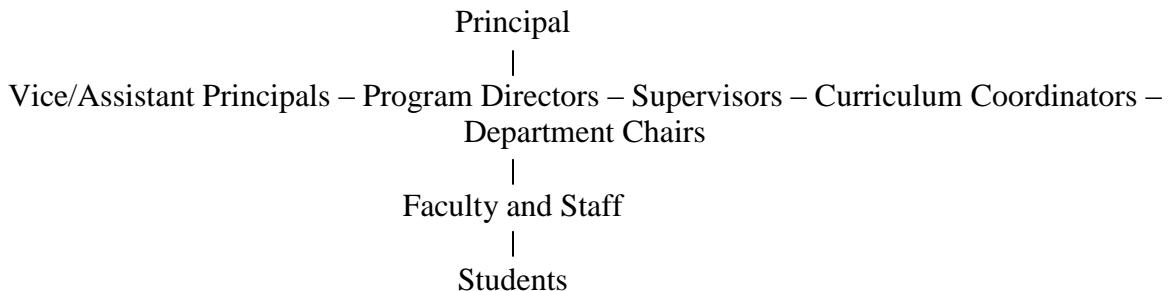 Principal
Vice/Assistant Principals – Program Directors – Supervisors – Curriculum Coordinators –
Department Chairs
Faculty and Staff
Students